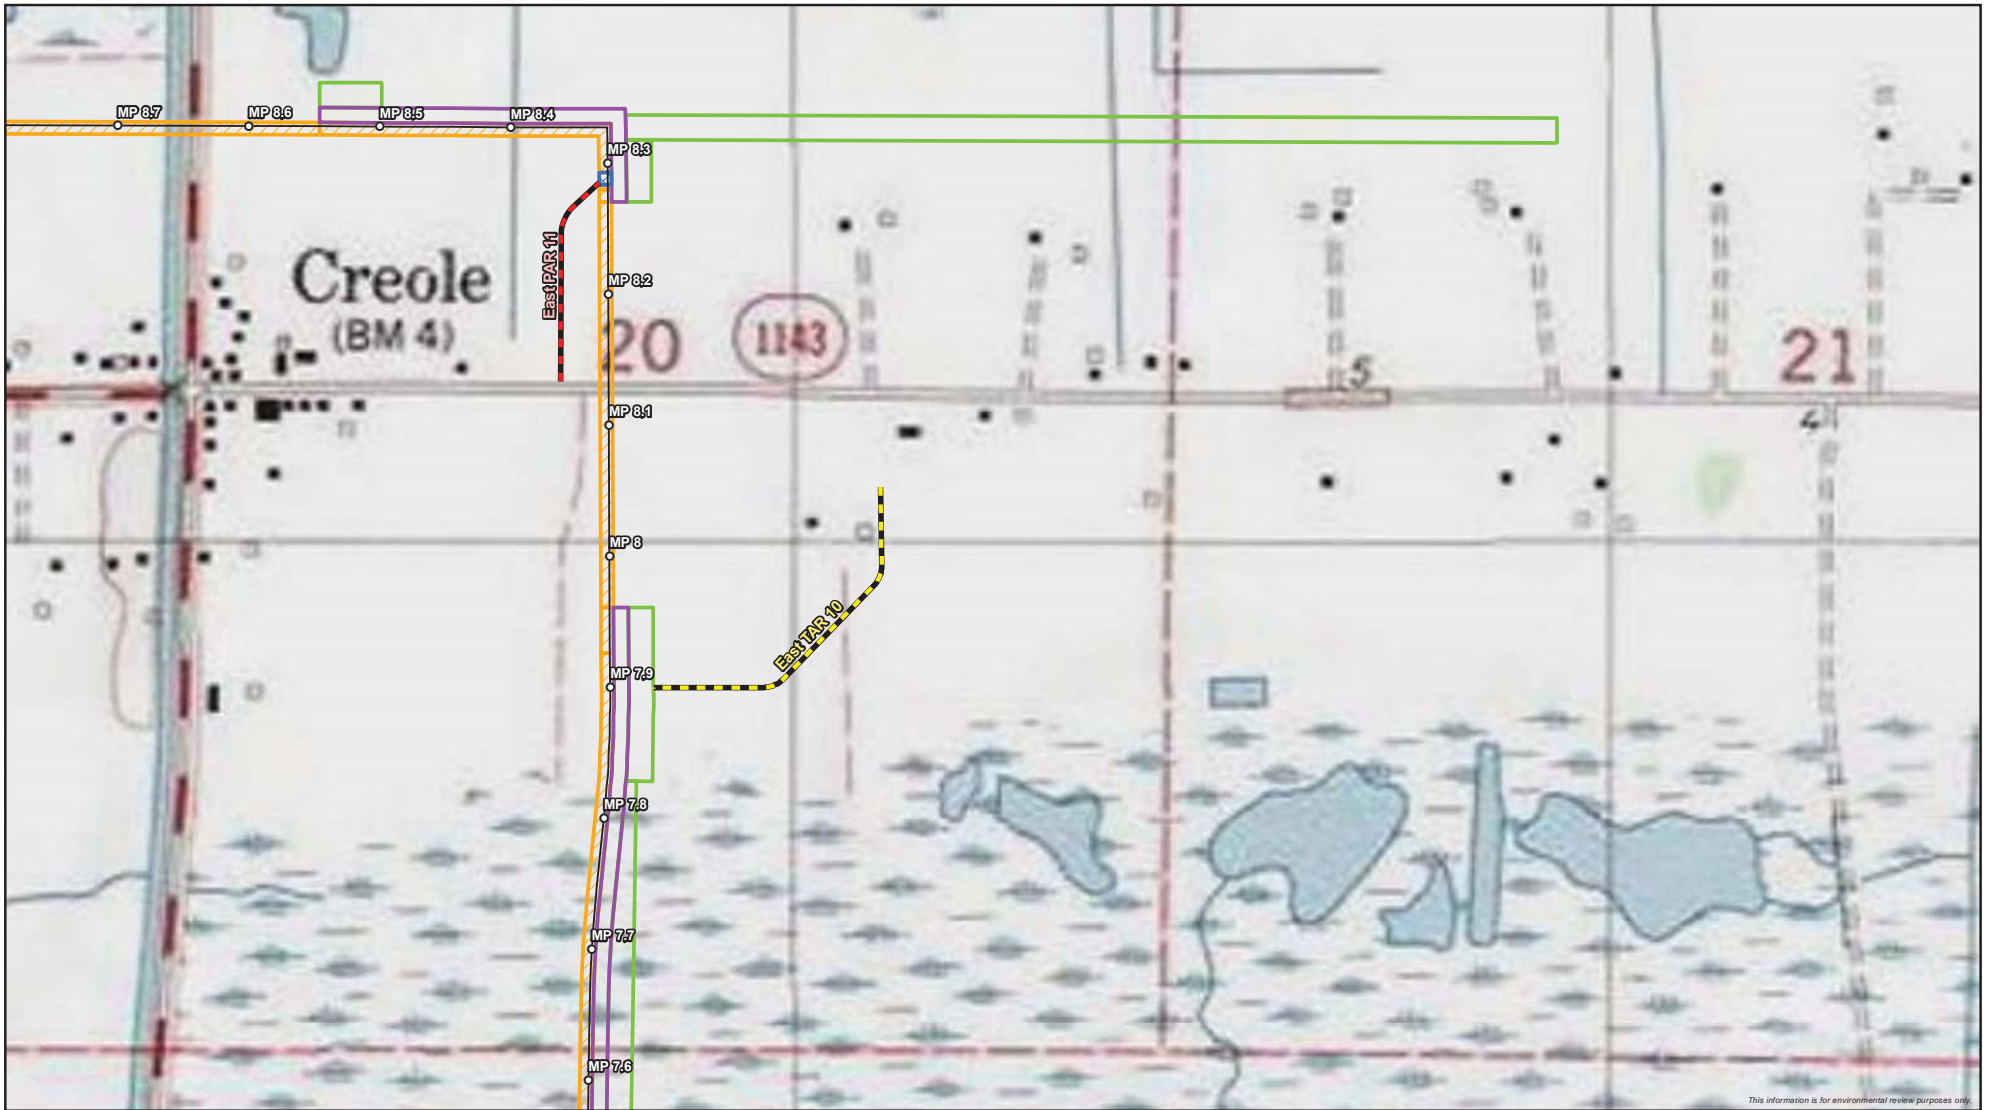 MP 8.7
MP 8.6
MP 8.5
MP 8.4
MP 8.3
East PAR 11
Creole
(BM 4)
MP 8.2
20
1143
5
21
MP 8.1
4
MP 8
East TAR 10
MP 7.9
MP 7.8
MP 7.7
MP 7.6
This information is for environmental review purposes only.